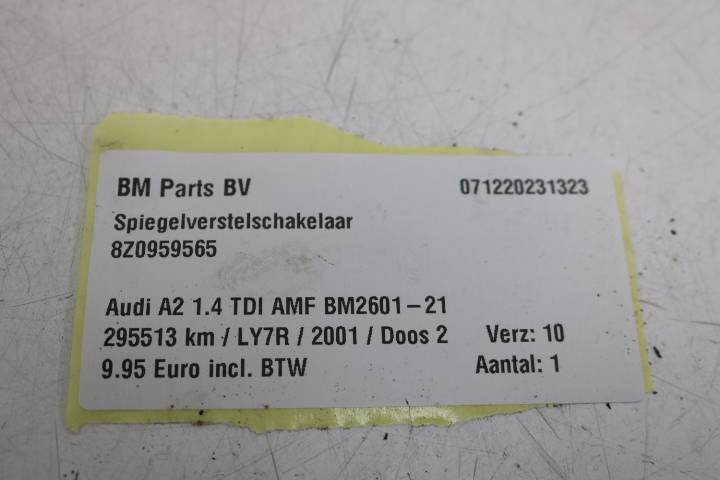 BM Parts BV 071220231323
Spiegelverstelschakelaar
8Z0959565
Audi A2 1.4 TDI AMF BM2601-21
295513 km / LY7R / 2001 / Doos 2 Verz: 10
9.95 Euro incl. BTW Aantal: 1